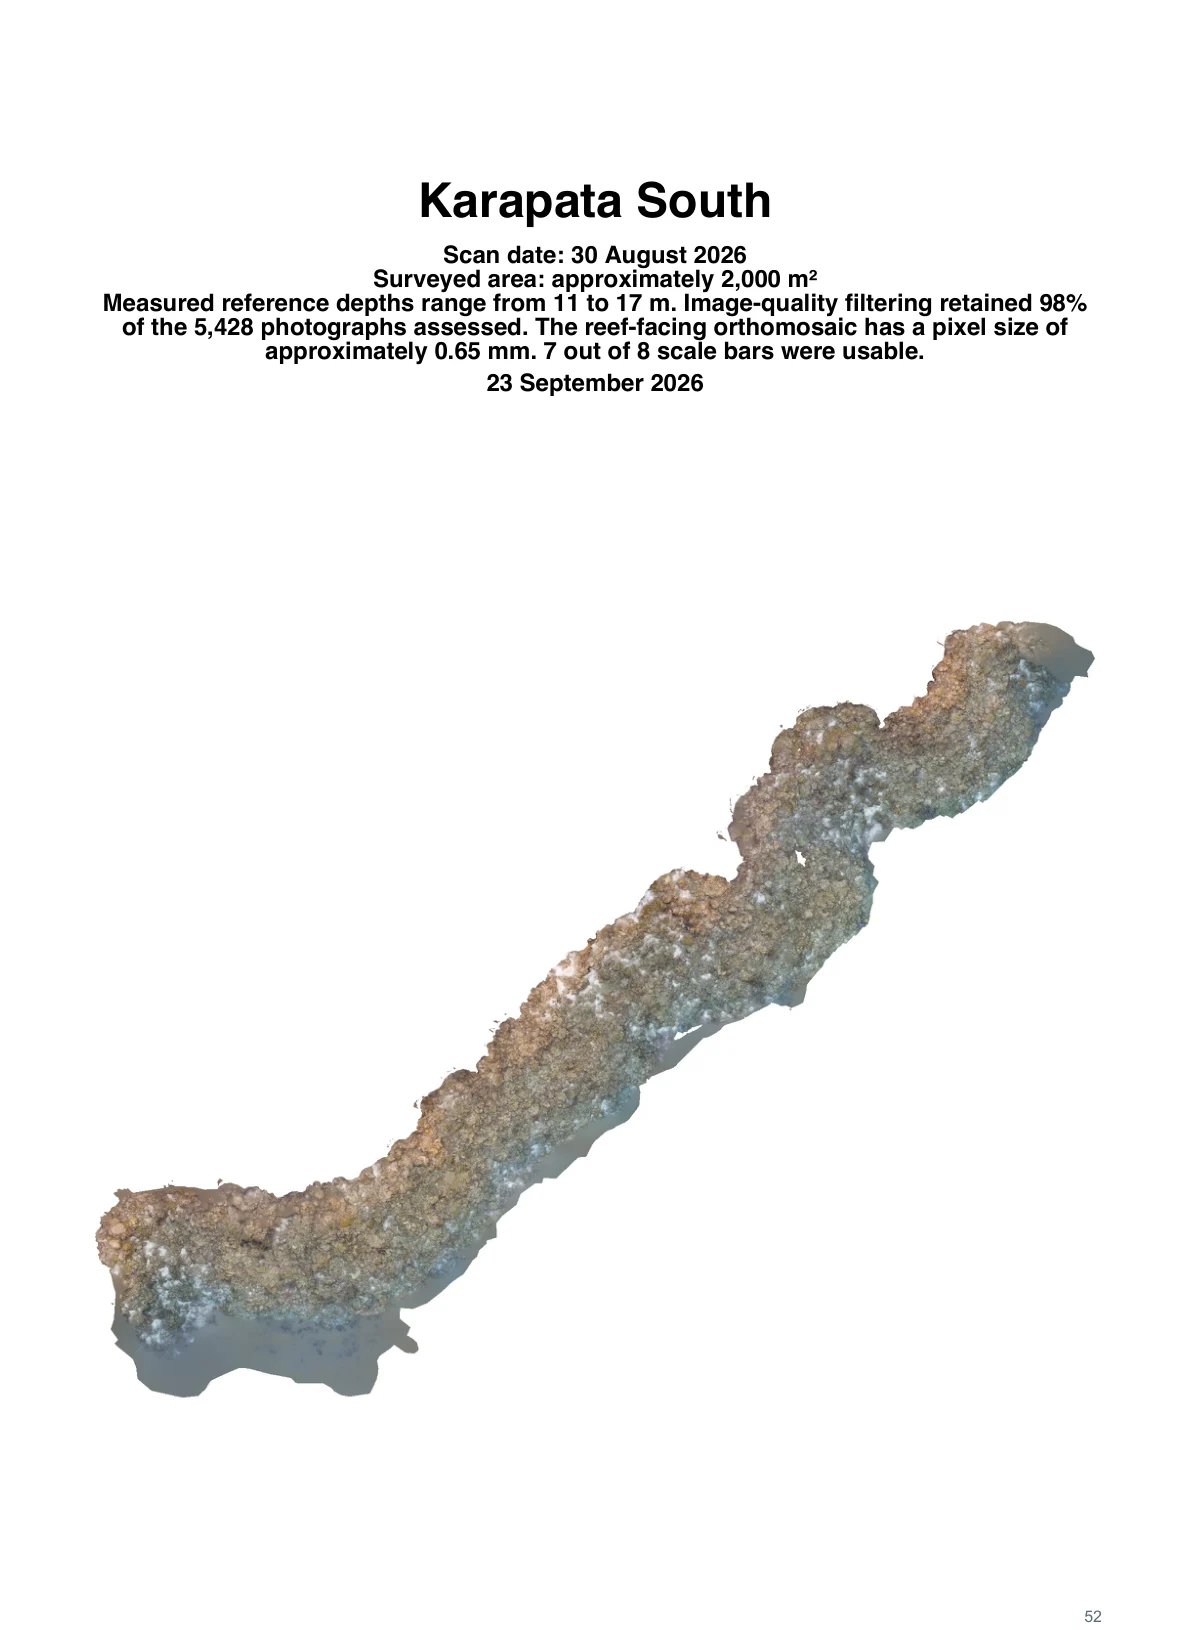 Karapata South
Scan date: 30 August 2026
Surveyed area: approximately 2,000 m²
Measured reference depths range from 11 to 17 m. Image-quality filtering retained 98%
of the 5,428 photographs assessed. The reef-facing orthomosaic has a pixel size of
approximately 0.65 mm. 7 out of 8 scale bars were usable.
23 September 2026
52